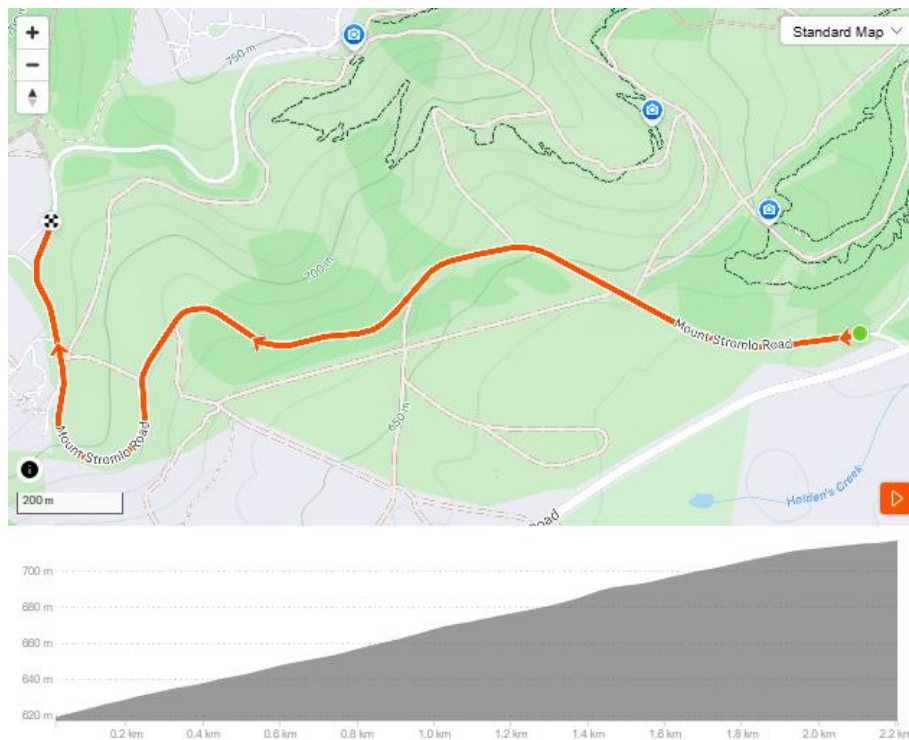 +
Standard Map
−
750 m
700 m
Mount Stromlo Road
650 m
Mount Stromlo Road
200 m
Holden's Creek
Road
700 m
680 m
660 m
640 m
620 m
0.2 km 0.4 km 0.6 km 0.8 km 1.0 km 1.2 km 1.4 km 1.6 km 1.8 km 2.0 km 2.2 km